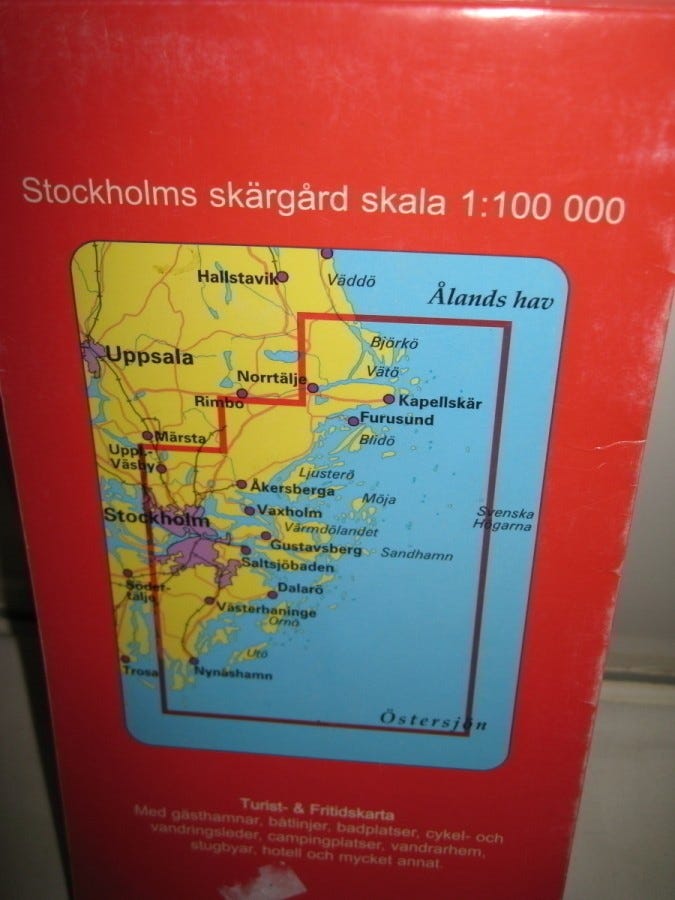 Stockholms skärgård skala 1:100 000
Hallstavik
Väddö
Ålands hav
Björkö
Uppsala
Vätö
Norrtälje
Rimbo
Kapellskär
Furusund
Märsta
Blidö
Uppl.-
Väsby
Ljusterö
Åkersberga
Möja
Stockholm
Vaxholm
Svenska
Högarna
Värmdölandet
Gustavsberg
Sandhamn
Saltsjöbaden
Söder-
tälje
Dalarö
Västerhaninge
Ornö
Utö
Trosa
Nynäshamn
Östersjön
Turist- & Fritidskarta
Med gästhamnar, båtlinjer, badplatser, cykel- och
vandringsleder, campingplatser, vandrarhem,
stugbyar, hotell och mycket annat.